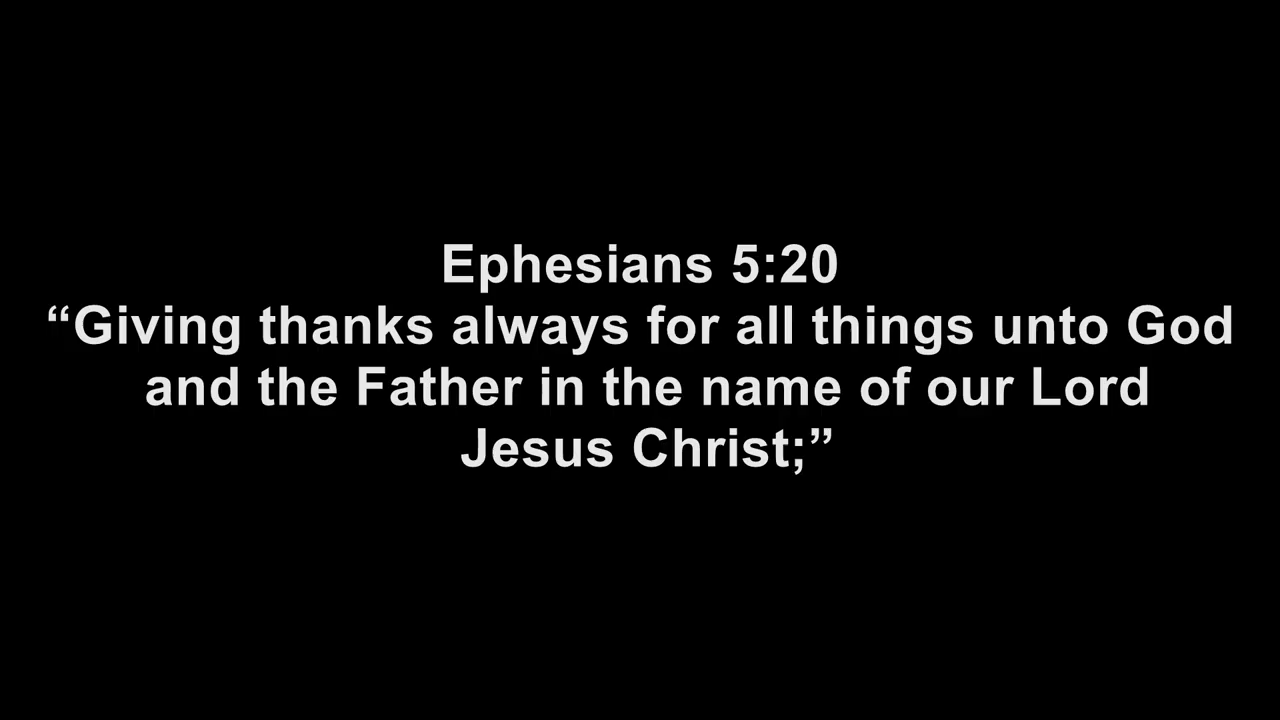 Ephesians 5:20
“Giving thanks always for all things unto God
and the Father in the name of our Lord
Jesus Christ;”